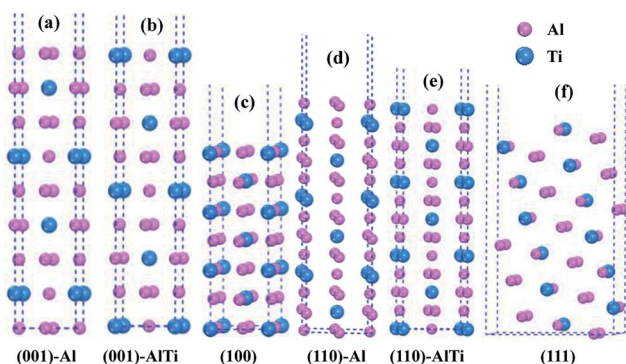 (a)
(b)
(c)
(d)
(e)
(f)
Al
Ti
(001)-Al
(001)-AlTi
(100)
(110)-Al
(110)-AlTi
(111)